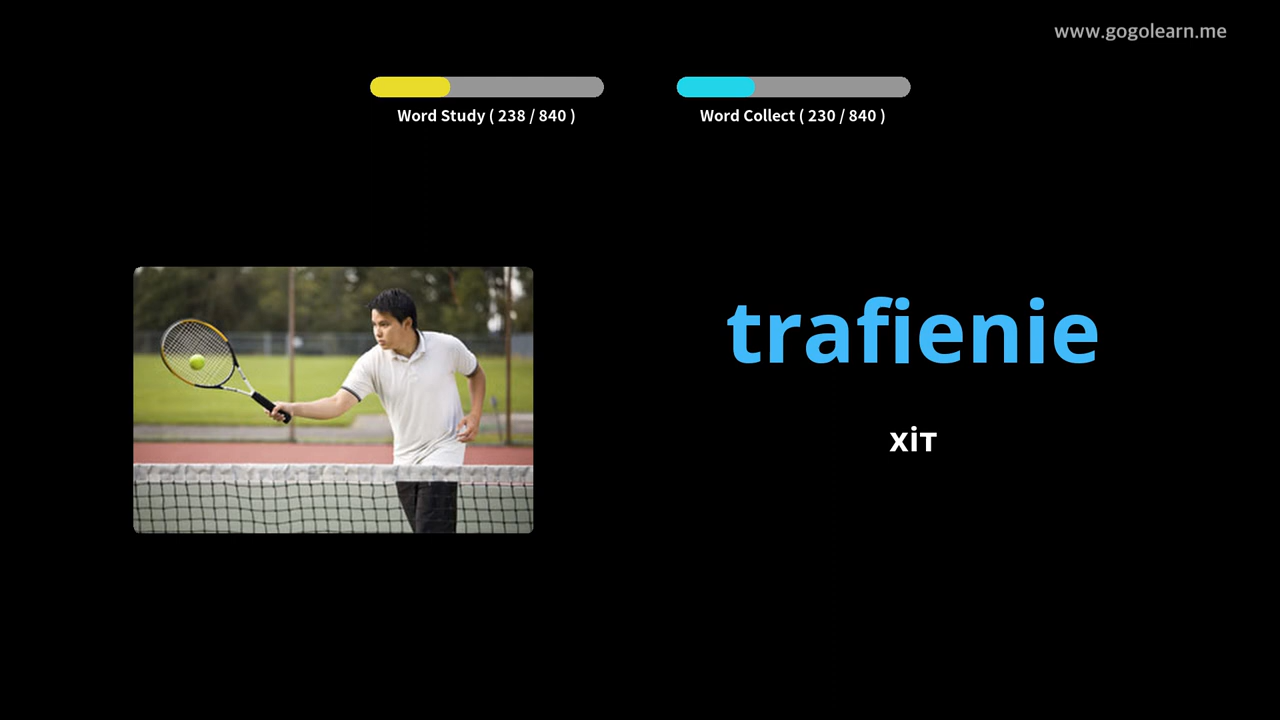 www.gogolearn.me
Word Study ( 238 / 840 )
Word Collect ( 230 / 840 )
trafienie
хіт